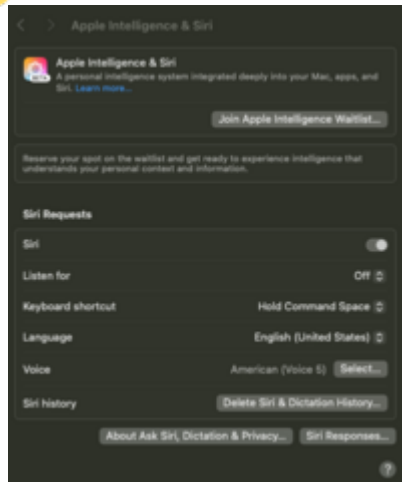 Apple Intelligence & Siri
Apple Intelligence & Siri
A personal intelligence system integrated deeply into your Mac, apps, and
Siri. Learn more...
Join Apple Intelligence Waitlist...
Reserve your spot on the waitlist and get ready to experience intelligence that
understands your personal context and information.
Siri Requests
Siri
Listen for Off
Keyboard shortcut Hold Command Space
Language English (United States)
Voice American (Voice 5) Select...
Siri history Delete Siri & Dictation History...
About Ask Siri, Dictation & Privacy... Siri Responses...
?